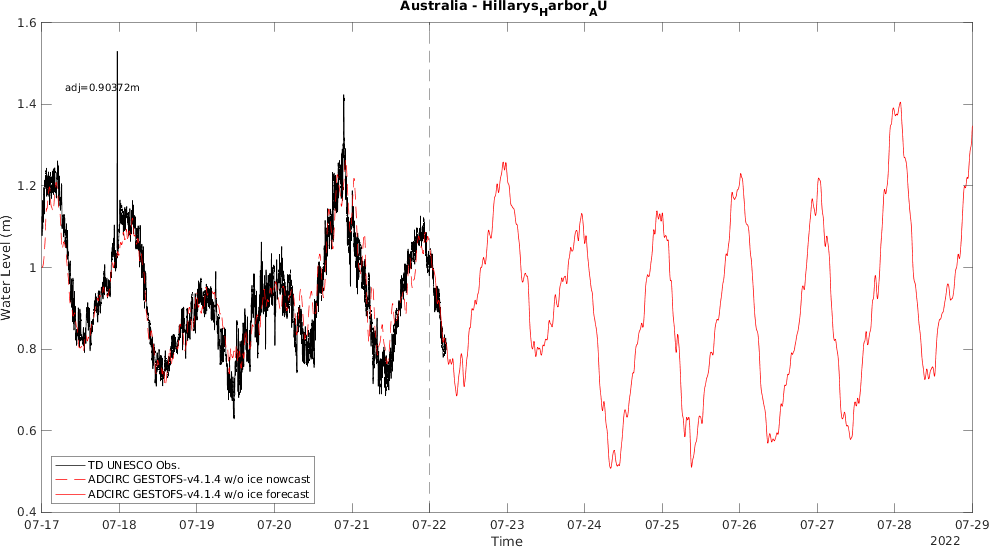 Australia - HillarysHarborAU
1.6
1.4
1.2
1
0.8
0.6
0.4
Water Level (m)
adj=0.90372m
TD UNESCO Obs.
ADCIRC GESTOFS-v4.1.4 w/o ice nowcast
ADCIRC GESTOFS-v4.1.4 w/o ice forecast
07-17 07-18 07-19 07-20 07-21 07-22 07-23 07-24 07-25 07-26 07-27 07-28 07-29
Time
2022